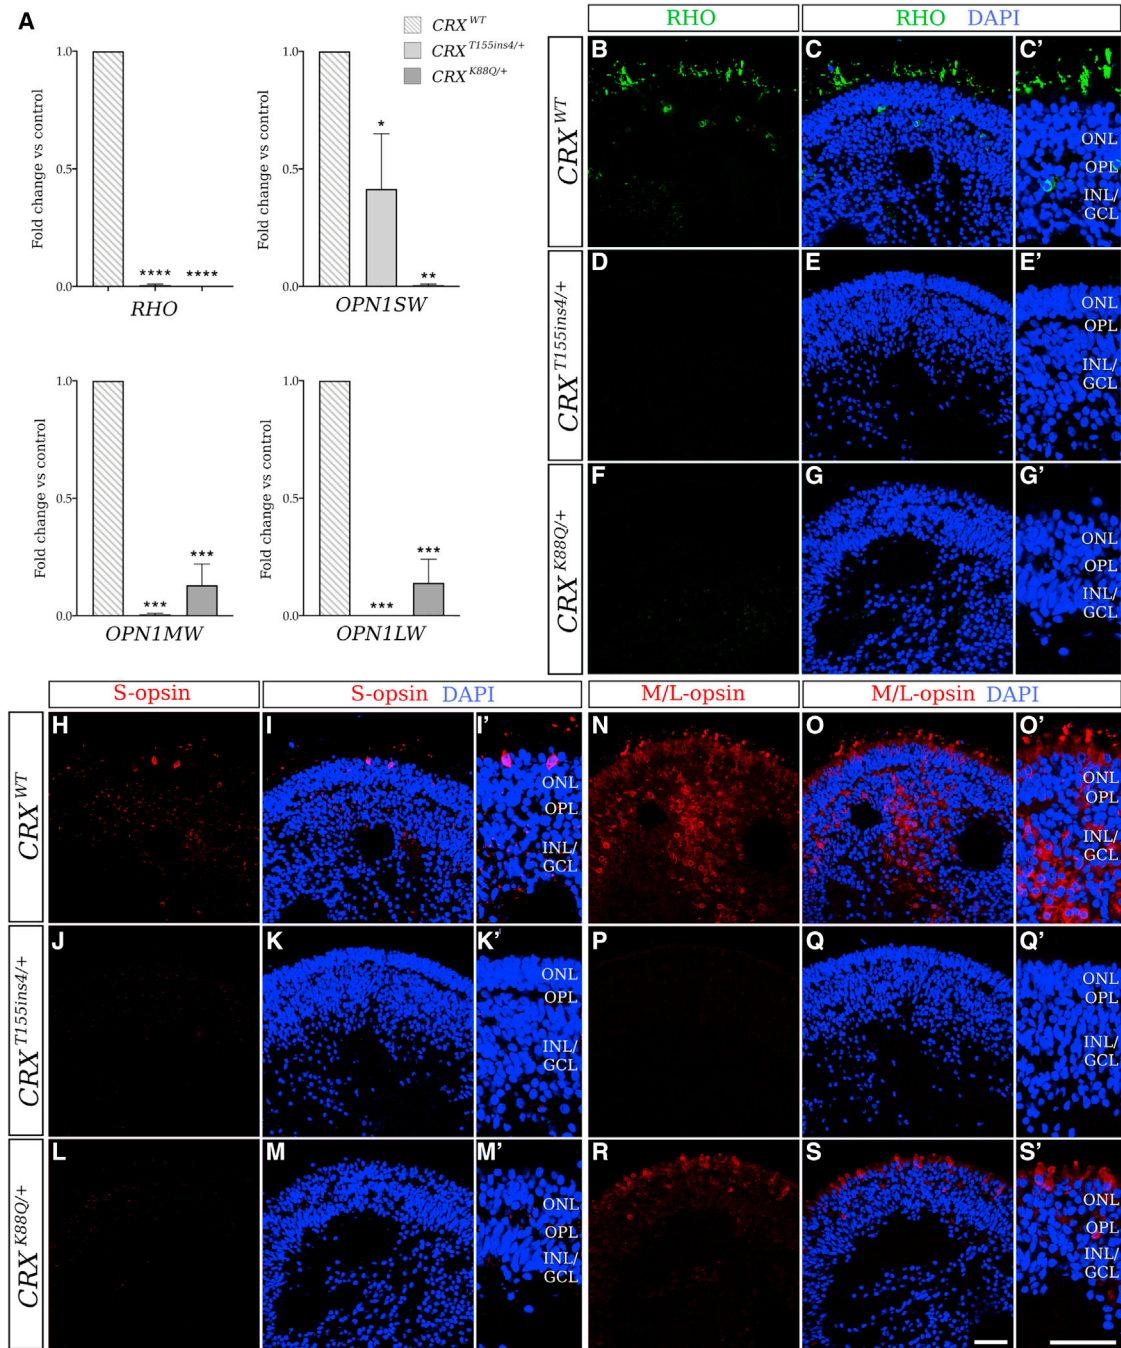 A
CRX^WT
CRX^T155ins4/+
CRX^K88Q/+
Fold change vs control
1.0
0.5
0.0
**** ****
RHO
Fold change vs control
1.0
0.5
0.0
*
**
OPN1SW
Fold change vs control
1.0
0.5
0.0
***
***
OPN1MW
Fold change vs control
1.0
0.5
0.0
***
***
OPN1LW
RHO
RHO DAPI
CRX^WT
B
C
C'
ONL
OPL
INL/
GCL
CRX^T155ins4/+
D
E
E'
ONL
OPL
INL/
GCL
CRX^K88Q/+
F
G
G'
ONL
OPL
INL/
GCL
S-opsin
S-opsin DAPI
M/L-opsin
M/L-opsin DAPI
CRX^WT
H
I
I'
ONL
OPL
INL/
GCL
N
O
O'
ONL
OPL
INL/
GCL
CRX^T155ins4/+
J
K
K'
ONL
OPL
INL/
GCL
P
Q
Q'
ONL
OPL
INL/
GCL
CRX^K88Q/+
L
M
M'
ONL
OPL
INL/
GCL
R
S
S'
ONL
OPL
INL/
GCL